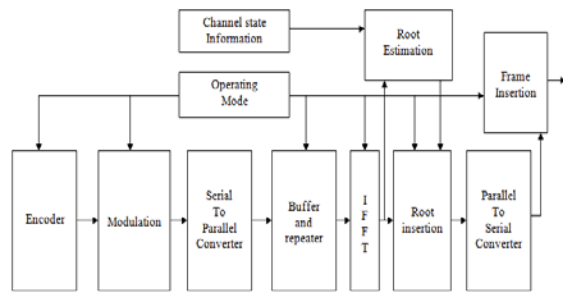 Channel state
Information
Root
Estimation
Frame
Insertion
Operating
Mode
Encoder
Modulation
Serial
To
Parallel
Converter
Buffer
and
repeater
I
F
F
T
Root
insertion
Parallel
To
Serial
Converter